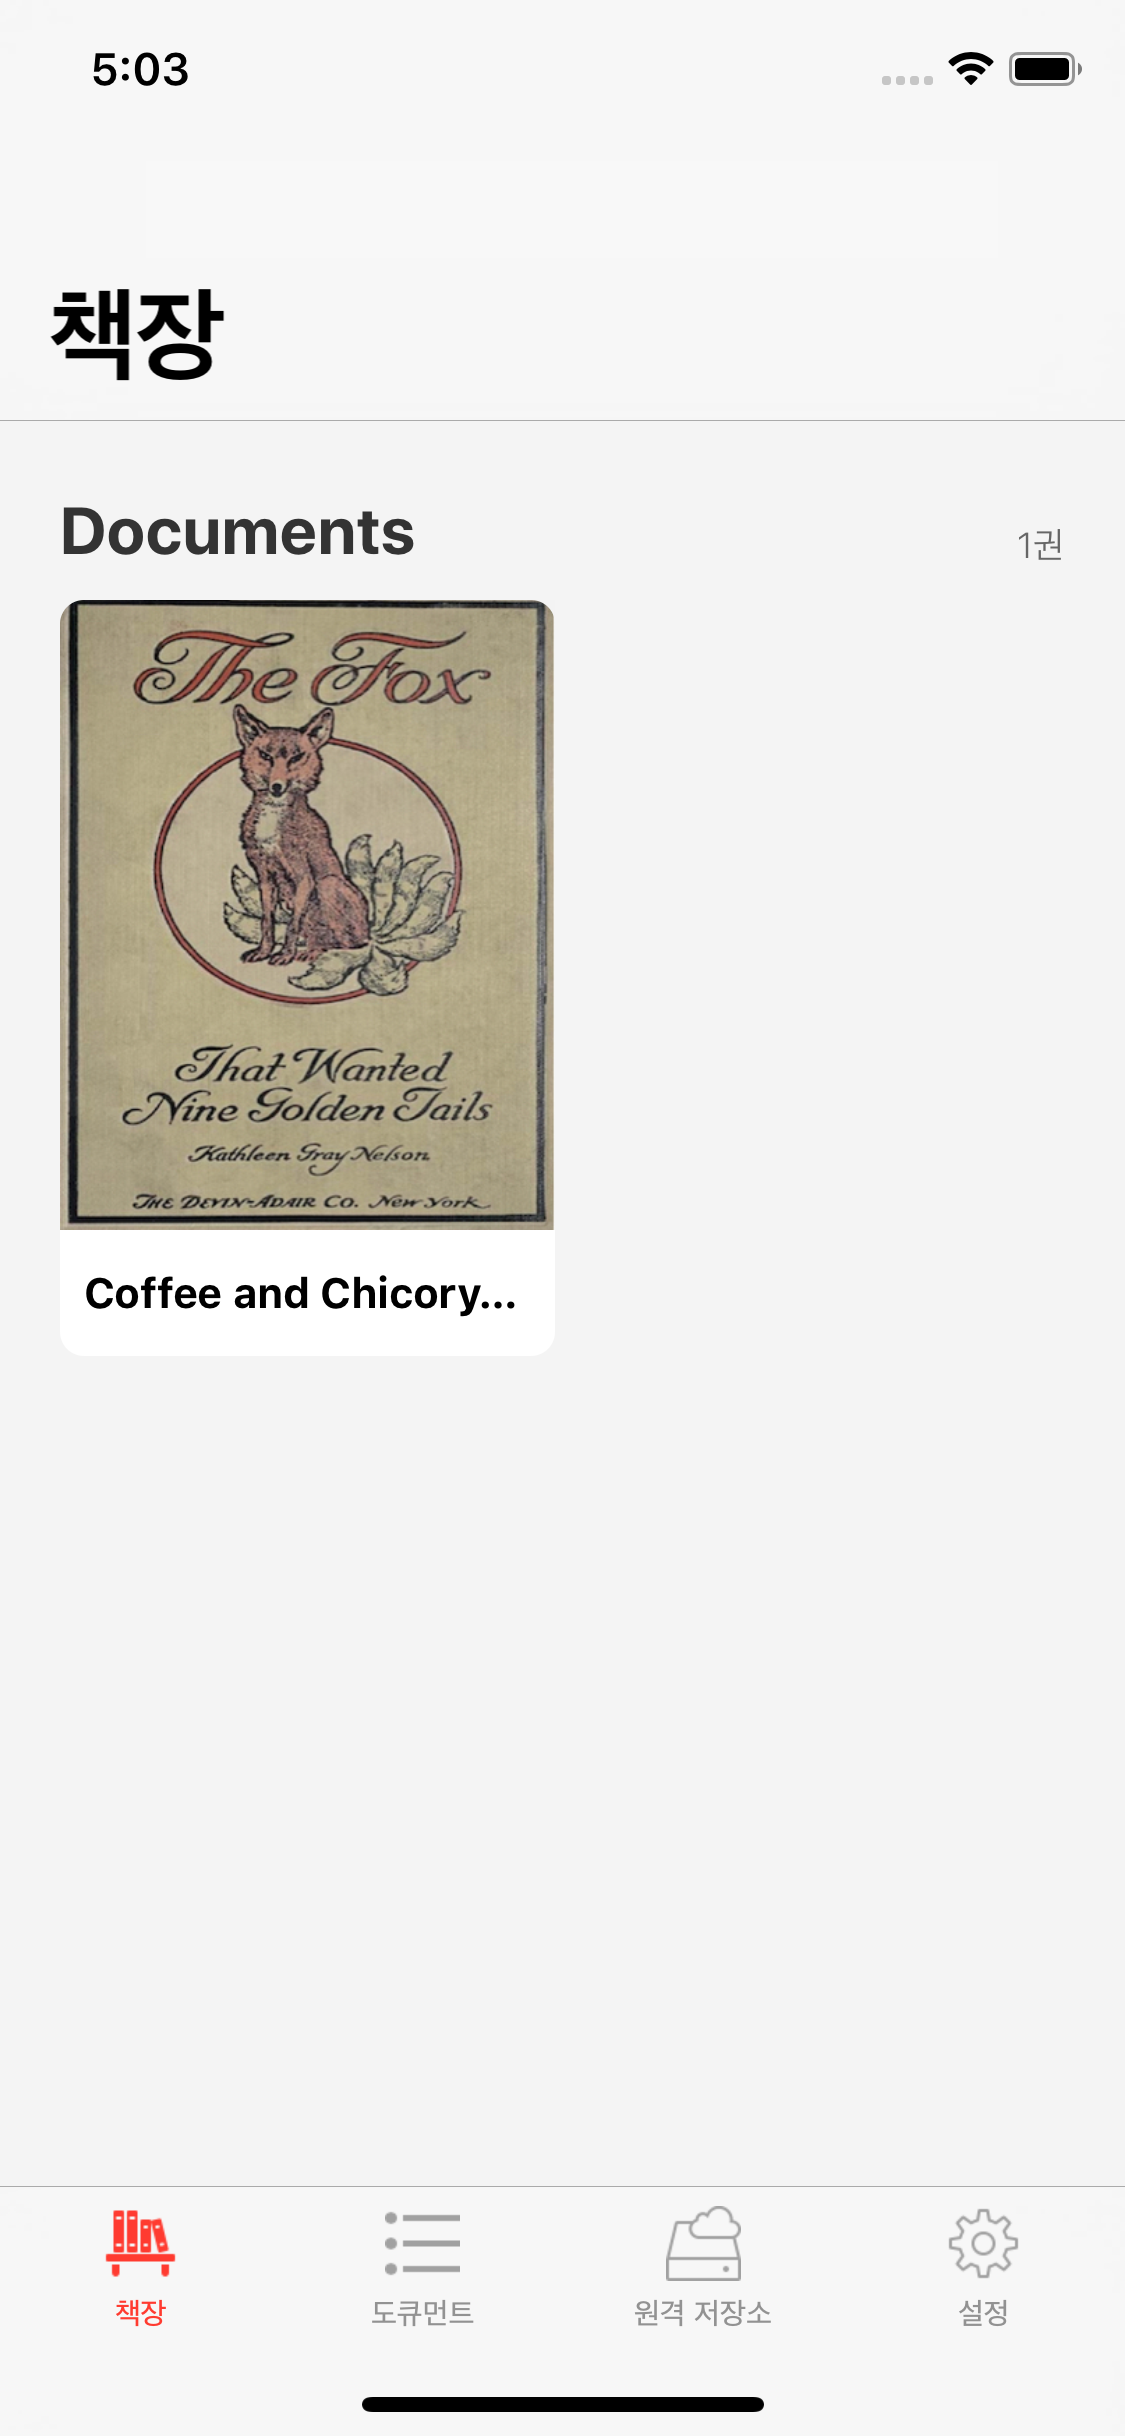 5:03
책장
Documents
1권
The Fox
That Wanted
Nine Golden Tails
Kathleen Gray Nelson
THE DEVIN-ADAIR CO. New York
Coffee and Chicory...
책장
도큐먼트
원격 저장소
설정